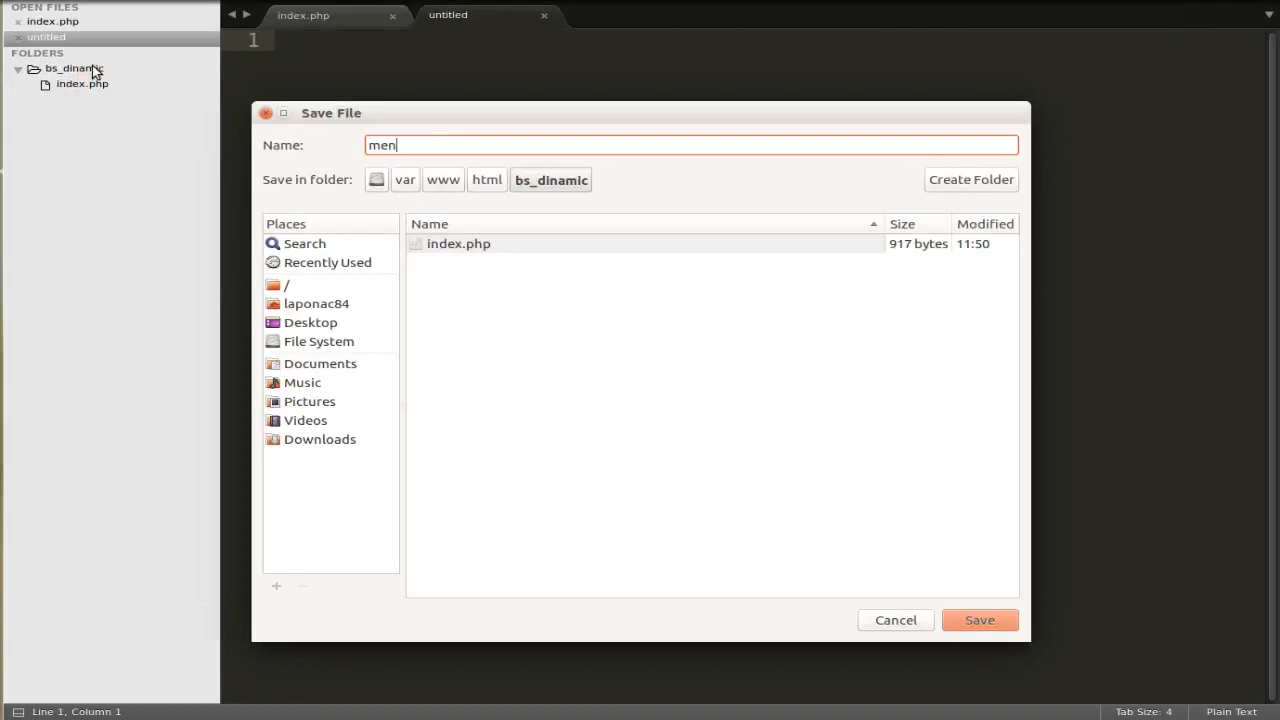 OPEN FILES
index.php
untitled
FOLDERS
bs_dinamic
index.php
index.php
untitled
1
Save File
Name: men
Save in folder: var www html bs_dinamic Create Folder
Places
Search
Recently Used
/
laponac84
Desktop
File System
Documents
Music
Pictures
Videos
Downloads
Name Size Modified
index.php 917 bytes 11:50
Cancel Save
Line 1, Column 1 Tab Size: 4 Plain Text